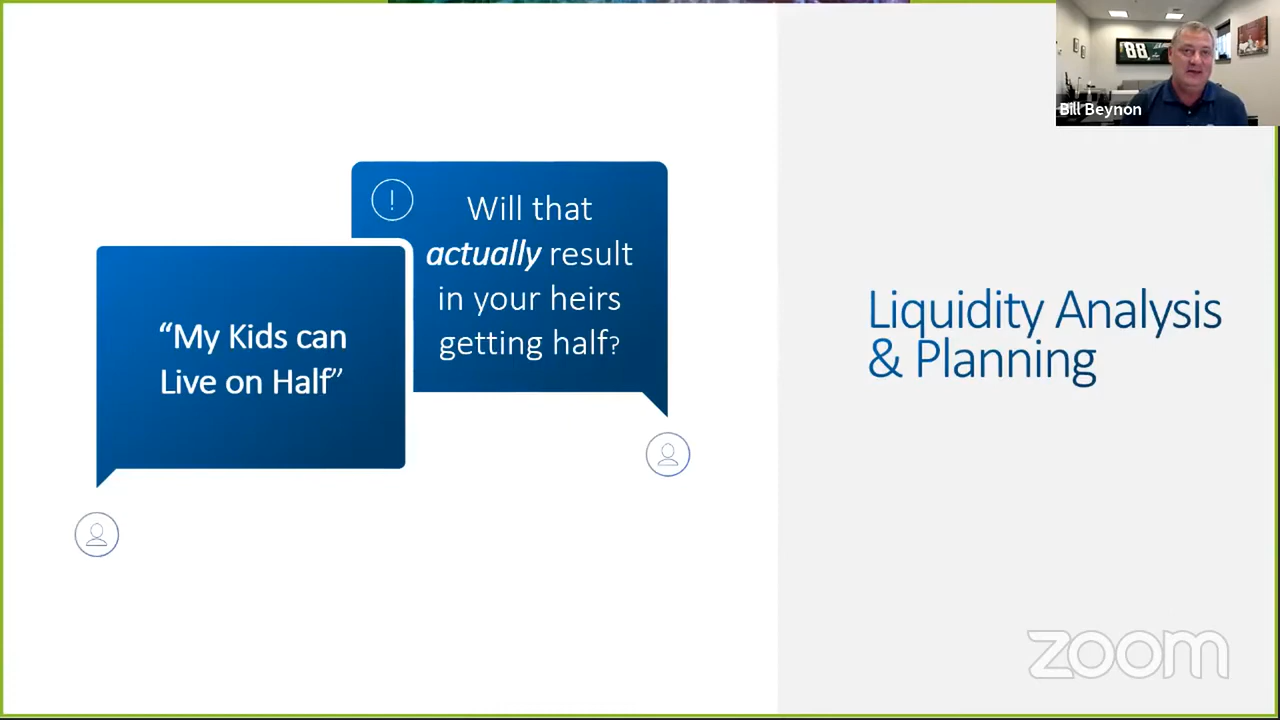 88
Bill Beynon
!
Will that
actually result
in your heirs
getting half?
“My Kids can
Live on Half”
Liquidity Analysis
& Planning
zoom